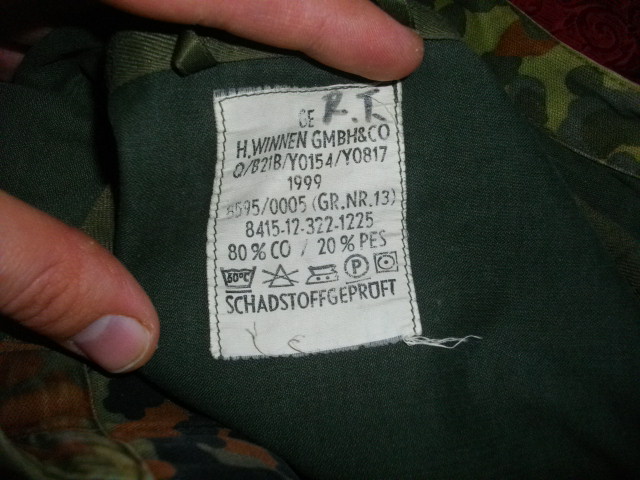 CE R.T.
H.WINNEN GMBH&CO
Q/B21B/Y0154/Y0817
1999
8595/0005 (GR.NR.13)
8415-12-322-1225
80 % CO / 20 % PES
60°C P
SCHADSTOFFGEPRÜFT